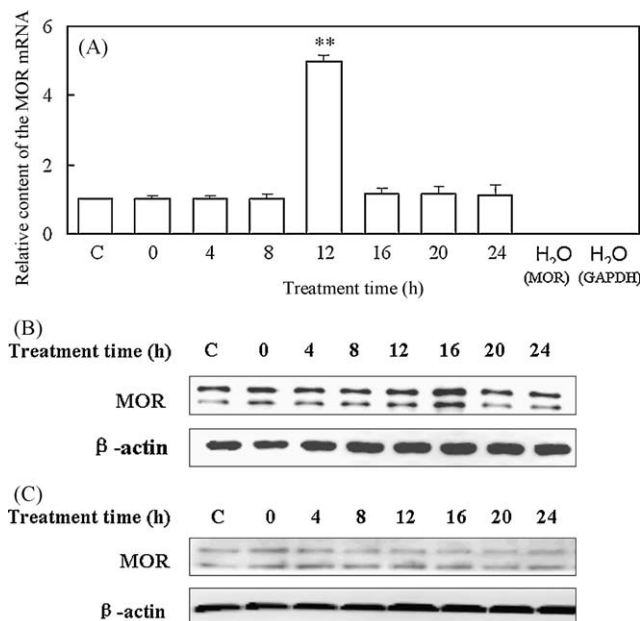 (A)
Relative content of the MOR mRNA
6
4
2
0
**
C 0 4 8 12 16 20 24 H₂O H₂O
(MOR) (GAPDH)
Treatment time (h)
(B)
Treatment time (h) C 0 4 8 12 16 20 24
MOR
β -actin
(C)
Treatment time (h) C 0 4 8 12 16 20 24
MOR
β -actin